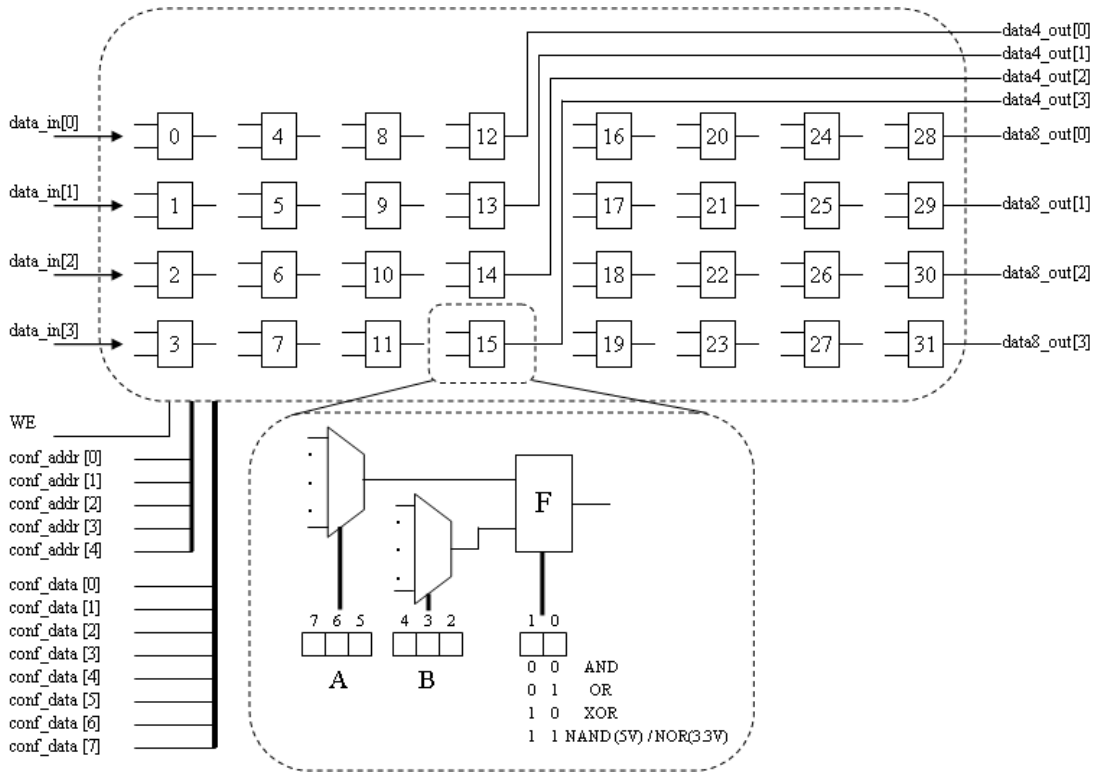 data4_out[0]
data4_out[1]
data4_out[2]
data4_out[3]
data_in[0] 0 4 8 12 16 20 24 28 data8_out[0]
data_in[1] 1 5 9 13 17 21 25 29 data8_out[1]
data_in[2] 2 6 10 14 18 22 26 30 data8_out[2]
data_in[3] 3 7 11 15 19 23 27 31 data8_out[3]
WE
conf_addr [0]
conf_addr [1]
conf_addr [2]
conf_addr [3]
conf_addr [4]
conf_data [0]
conf_data [1]
conf_data [2]
conf_data [3]
conf_data [4]
conf_data [5]
conf_data [6]
conf_data [7]
F
7 6 5 4 3 2 1 0
A B
0 0 AND
0 1 OR
1 0 XOR
1 1 NAND(5V) / NOR(3.3V)